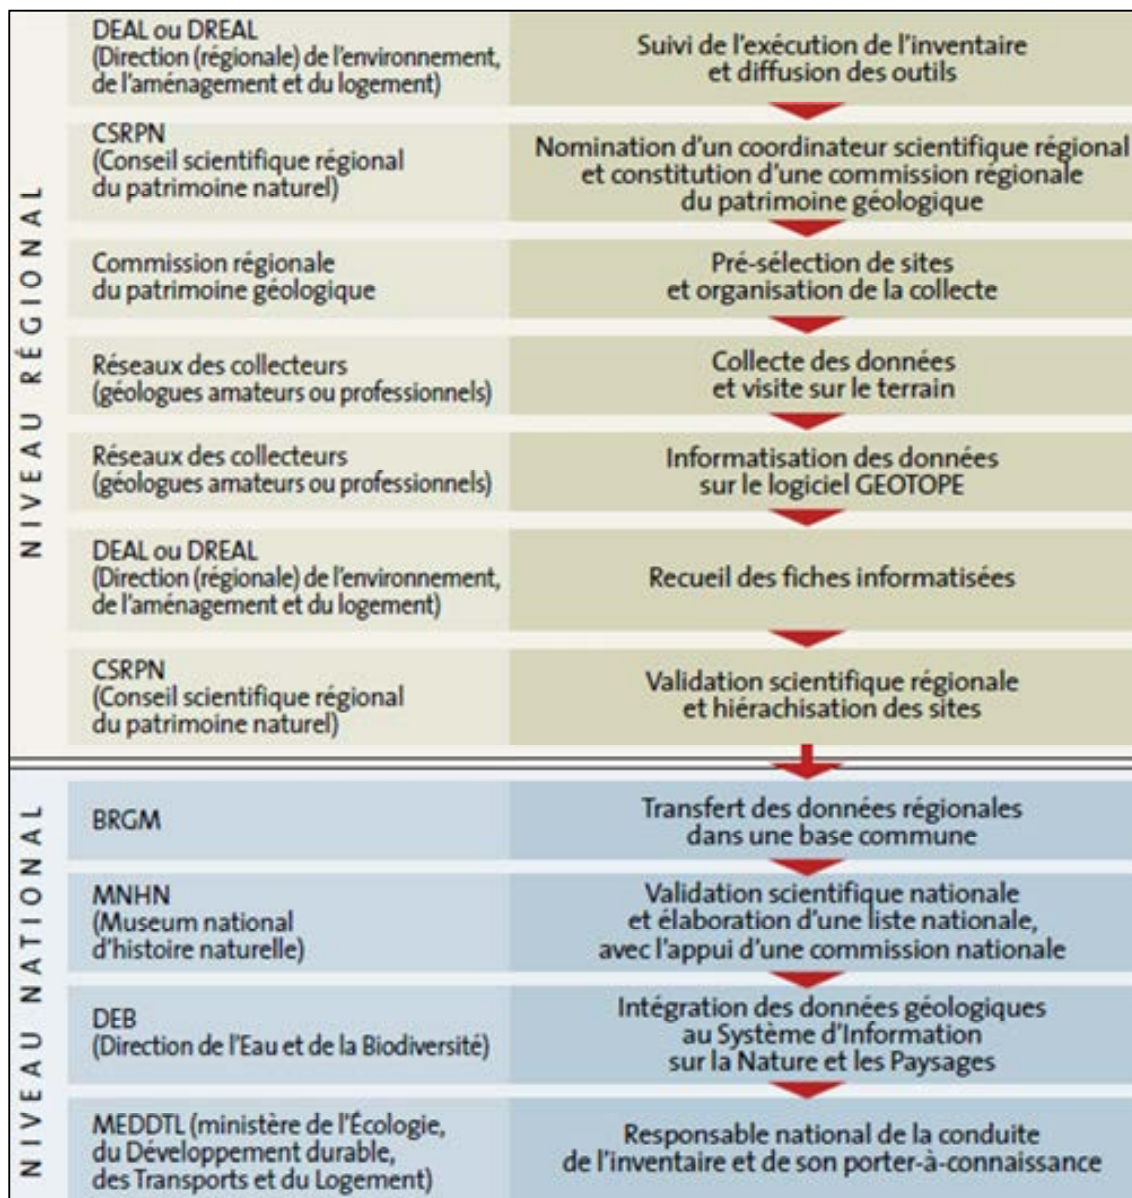 NIVEAU RÉGIONAL
DEAL ou DREAL
(Direction (régionale) de l'environnement,
de l'aménagement et du logement)
Suivi de l'exécution de l'inventaire
et diffusion des outils
CSRPN
(Conseil scientifique régional
du patrimoine naturel)
Nomination d'un coordinateur scientifique régional
et constitution d'une commission régionale
du patrimoine géologique
Commission régionale
du patrimoine géologique
Pré-sélection de sites
et organisation de la collecte
Réseaux des collecteurs
(géologues amateurs ou professionnels)
Collecte des données
et visite sur le terrain
Réseaux des collecteurs
(géologues amateurs ou professionnels)
Informatisation des données
sur le logiciel GEOTOPE
DEAL ou DREAL
(Direction (régionale) de l'environnement,
de l'aménagement et du logement)
Recueil des fiches informatisées
CSRPN
(Conseil scientifique régional
du patrimoine naturel)
Validation scientifique régionale
et hiérachisation des sites
NIVEAU NATIONAL
BRGM
Transfert des données régionales
dans une base commune
MNHN
(Museum national
d'histoire naturelle)
Validation scientifique nationale
et élaboration d'une liste nationale,
avec l'appui d'une commission nationale
DEB
(Direction de l'Eau et de la Biodiversité)
Intégration des données géologiques
au Système d'Information
sur la Nature et les Paysages
MEDDTL (ministère de l'Écologie,
du Développement durable,
des Transports et du Logement)
Responsable national de la conduite
de l'inventaire et de son porter-à-connaissance